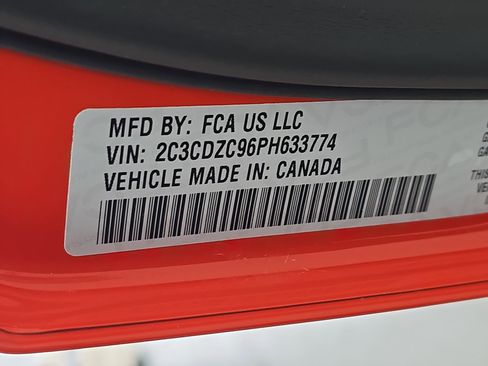 MFD BY: FCA US LLC
VIN: 2C3CDZC96PH633774
VEHICLE MADE IN: CANADA